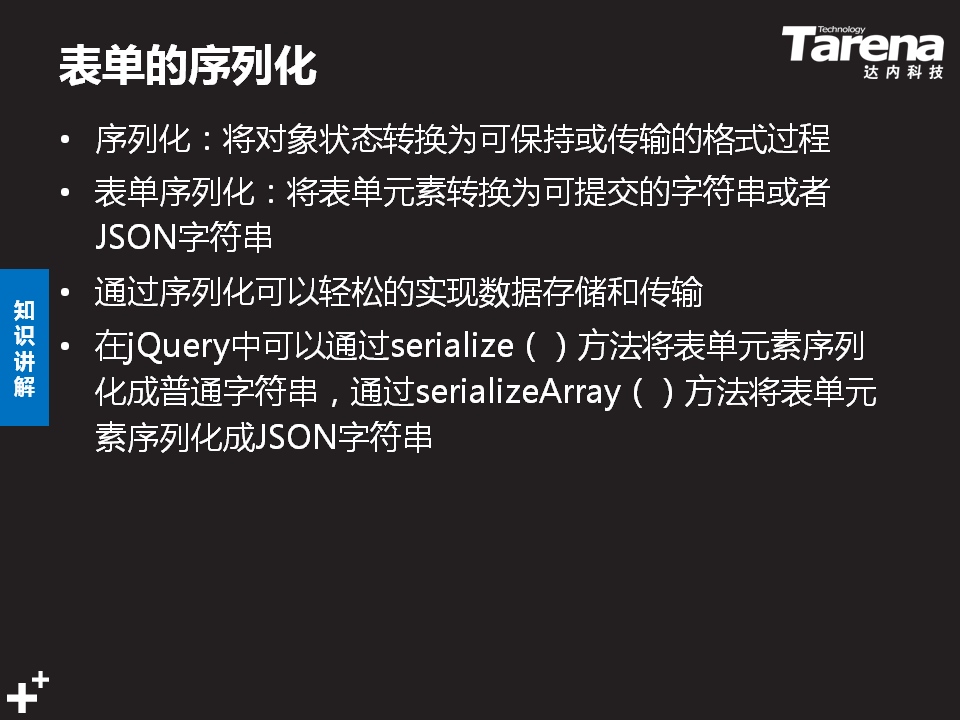 表单的序列化
Technology
Tarena
达内科技
• 序列化：将对象状态转换为可保持或传输的格式过程
• 表单序列化：将表单元素转换为可提交的字符串或者
JSON字符串
• 通过序列化可以轻松的实现数据存储和传输
• 在jQuery中可以通过serialize（）方法将表单元素序列
化成普通字符串，通过serializeArray（）方法将表单元
素序列化成JSON字符串
知
识
讲
解